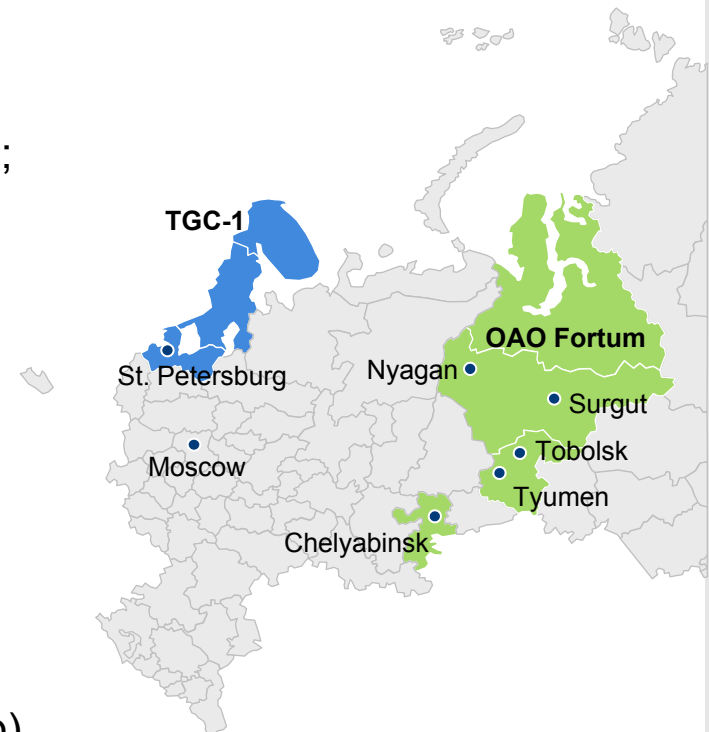 ;
TGC-1
OAO Fortum
St. Petersburg
Nyagan
Surgut
Moscow
Tobolsk
Tyumen
Chelyabinsk
)